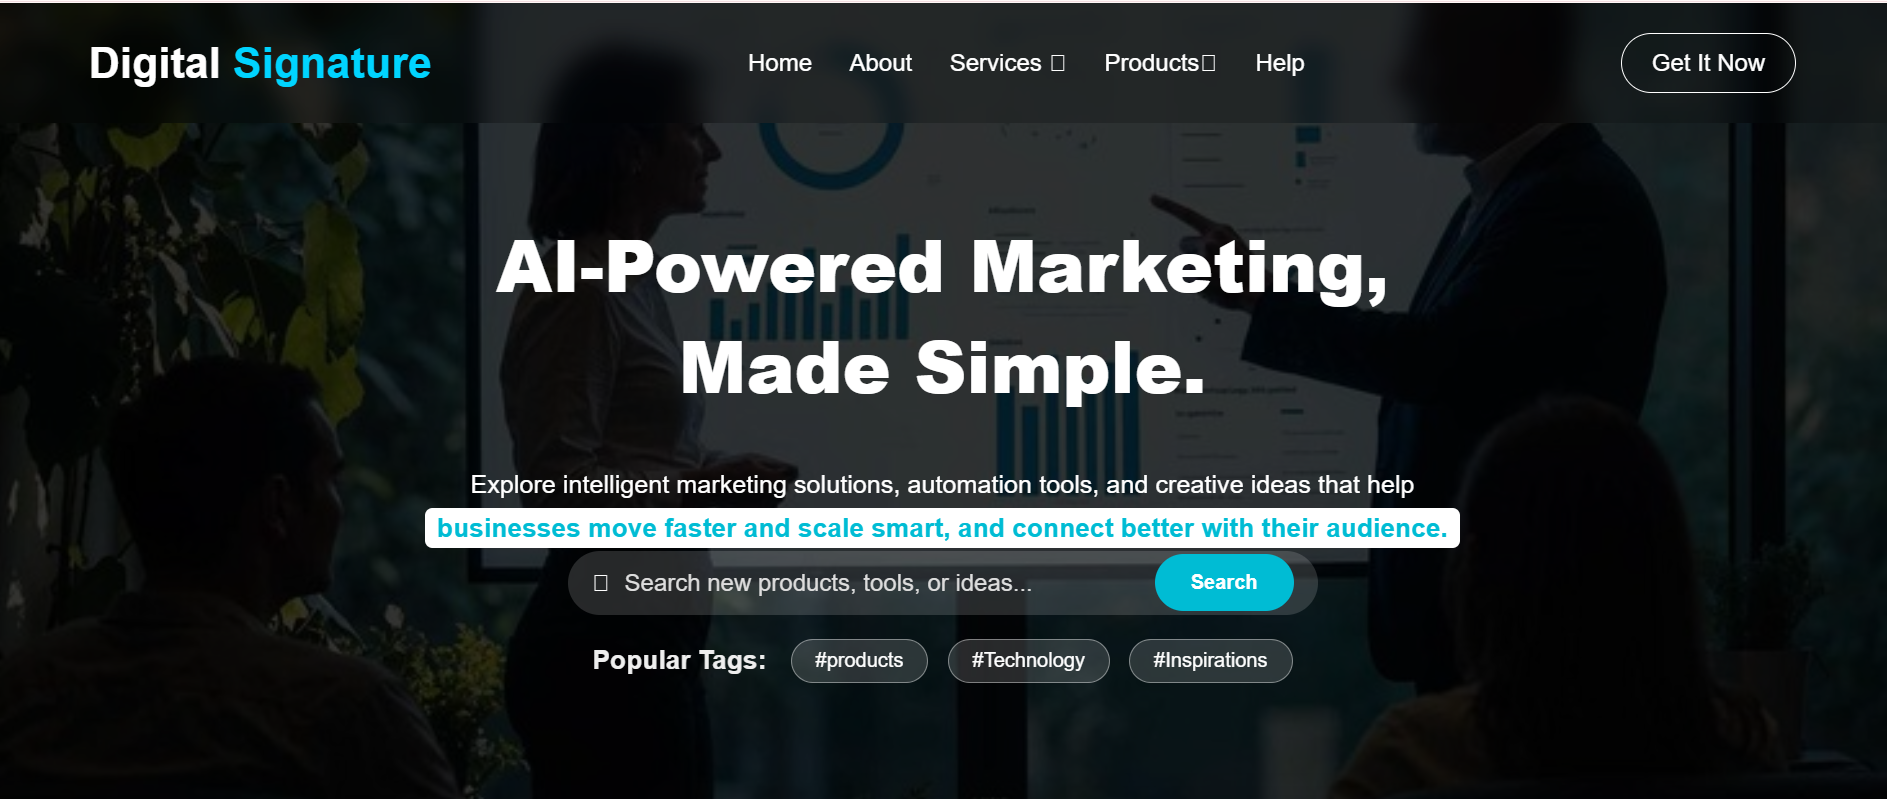 Digital Signature
Home About Services Products Help
Get It Now
AI-Powered Marketing,
Made Simple.
Explore intelligent marketing solutions, automation tools, and creative ideas that help
businesses move faster and scale smart, and connect better with their audience.
Search new products, tools, or ideas...
Search
Popular Tags: #products #Technology #Inspirations